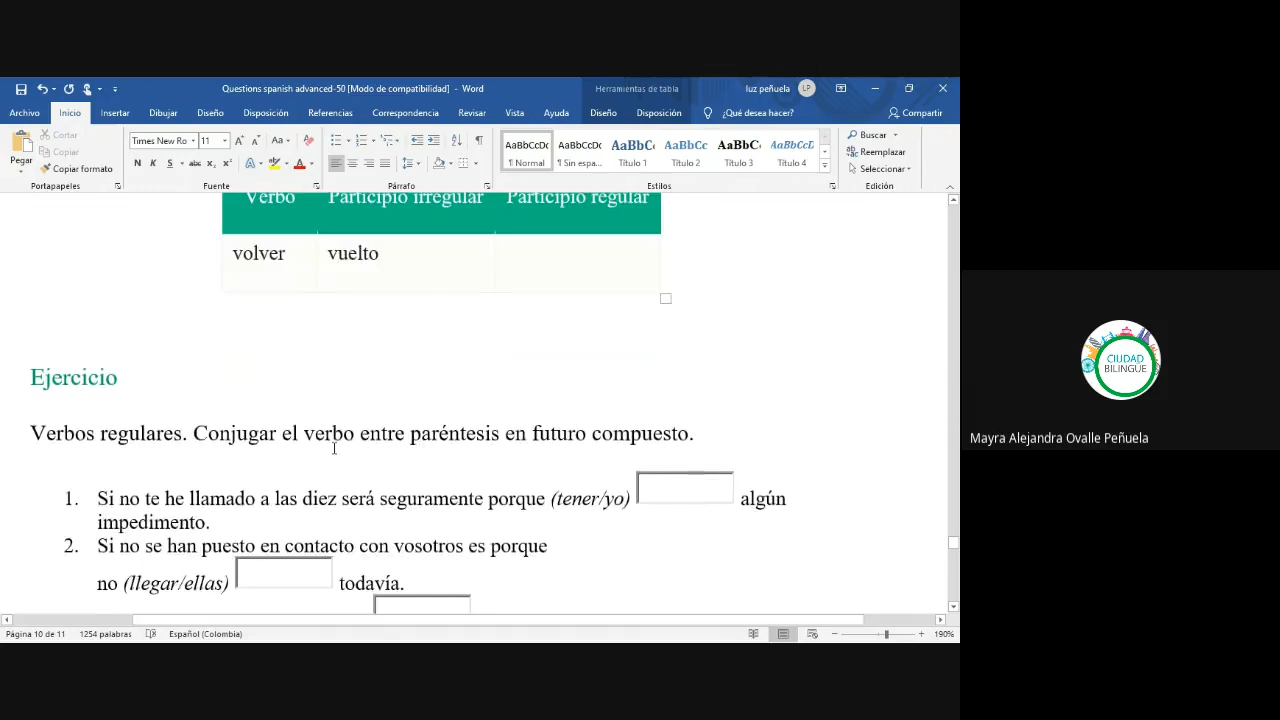 Questions spanish advanced-50 [Modo de compatibilidad] - Word
Herramientas de tabla
luz peñuela
LP
Archivo Inicio Insertar Dibujar Diseño Disposición Referencias Correspondencia Revisar Vista Ayuda Diseño Disposición ¿Qué desea hacer? Compartir
Pegar
Cortar
Copiar
Copiar formato
Portapapeles
Times New Ro 11
N K S abc
Fuente
Párrafo
AaBbCcDc AaBbCcDc AaBbC AaBbCc AaBbC AaBbCcD
¶ Normal ¶ Sin espa... Título 1 Título 2 Título 3 Título 4
Estilos
Buscar
Reemplazar
Seleccionar
Edición
Verbo Participio irregular Participio regular
volver vuelto
Ejercicio
Verbos regulares. Conjugar el verbo entre paréntesis en futuro compuesto.
1. Si no te he llamado a las diez será seguramente porque (tener/yo) algún
impedimento.
2. Si no se han puesto en contacto con vosotros es porque
no (llegar/ellas) todavía.
Página 10 de 11 1254 palabras Español (Colombia) 190%
CIUDAD
BILINGÜE
Mayra Alejandra Ovalle Peñuela